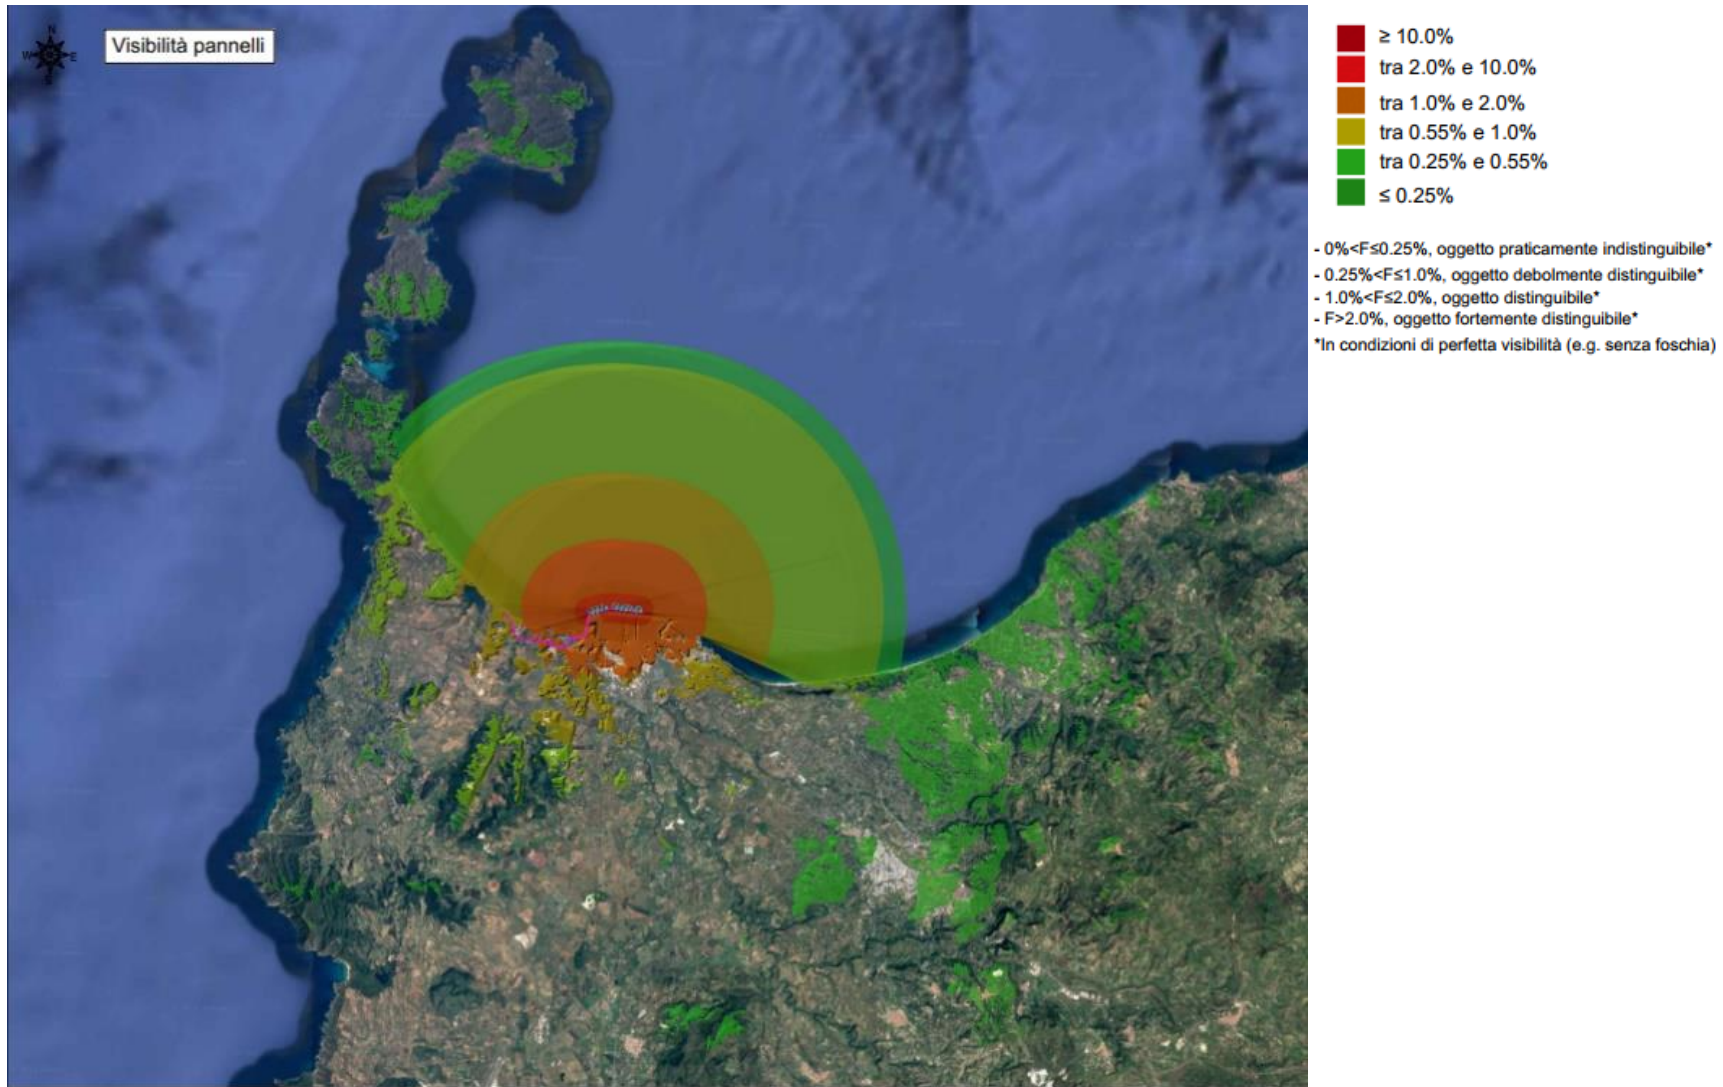 N
W E
Visibilità pannelli
≥ 10.0%
tra 2.0% e 10.0%
tra 1.0% e 2.0%
tra 0.55% e 1.0%
tra 0.25% e 0.55%
≤ 0.25%
- 0%<F≤0.25%, oggetto praticamente indistinguibile*
- 0.25%<F≤1.0%, oggetto debolmente distinguibile*
- 1.0%<F≤2.0%, oggetto distinguibile*
- F>2.0%, oggetto fortemente distinguibile*
*In condizioni di perfetta visibilità (e.g. senza foschia)